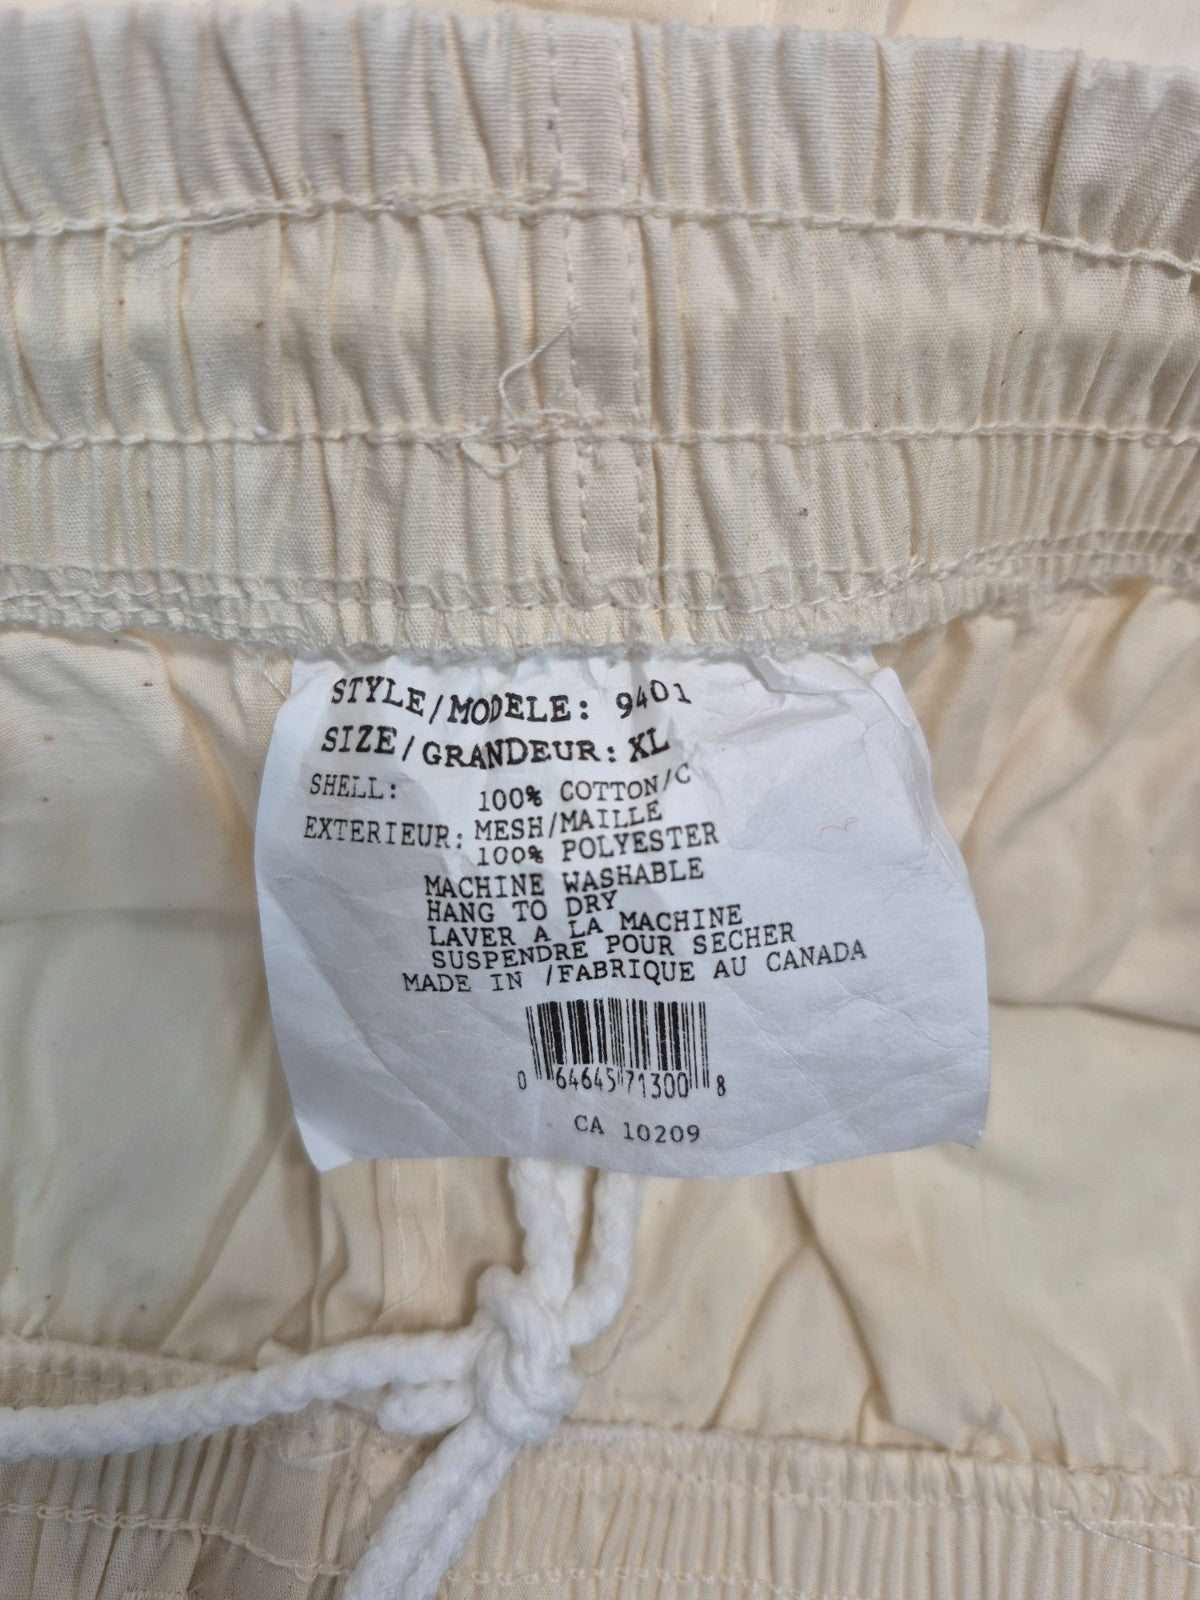 STYLE/MODELE: 9401
SIZE/GRANDEUR: XL
SHELL: 100% COTTON/C
EXTERIEUR: MESH/MAILLE
100% POLYESTER
MACHINE WASHABLE
HANG TO DRY
LAVER A LA MACHINE
SUSPENDRE POUR SECHER
MADE IN /FABRIQUE AU CANADA
0 64645 71300 8
CA 10209